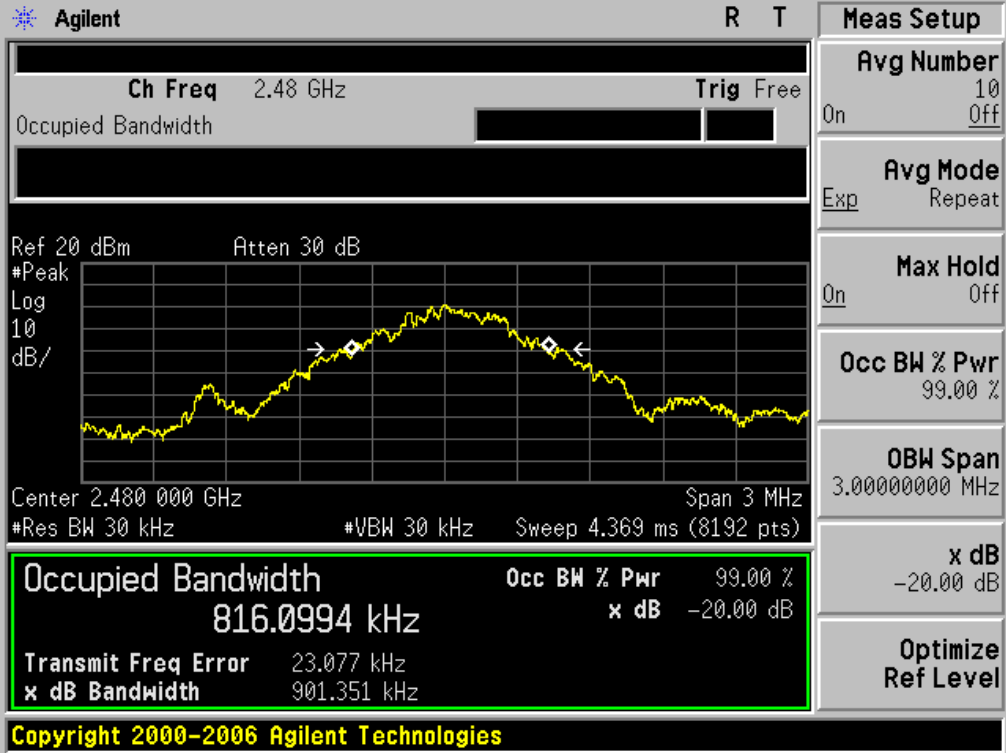 Agilent R T
Ch Freq 2.48 GHz Trig Free
Occupied Bandwidth
Ref 20 dBm Atten 30 dB
#Peak
Log
10
dB/
Center 2.480 000 GHz Span 3 MHz
#Res BW 30 kHz #VBW 30 kHz Sweep 4.369 ms (8192 pts)
Occupied Bandwidth Occ BW % Pwr 99.00 %
816.0994 kHz x dB -20.00 dB
Transmit Freq Error 23.077 kHz
x dB Bandwidth 901.351 kHz
Meas Setup
Avg Number
10
On Off
Avg Mode
Exp Repeat
Max Hold
On Off
Occ BW % Pwr
99.00 %
OBW Span
3.00000000 MHz
x dB
-20.00 dB
Optimize
Ref Level
Copyright 2000-2006 Agilent Technologies